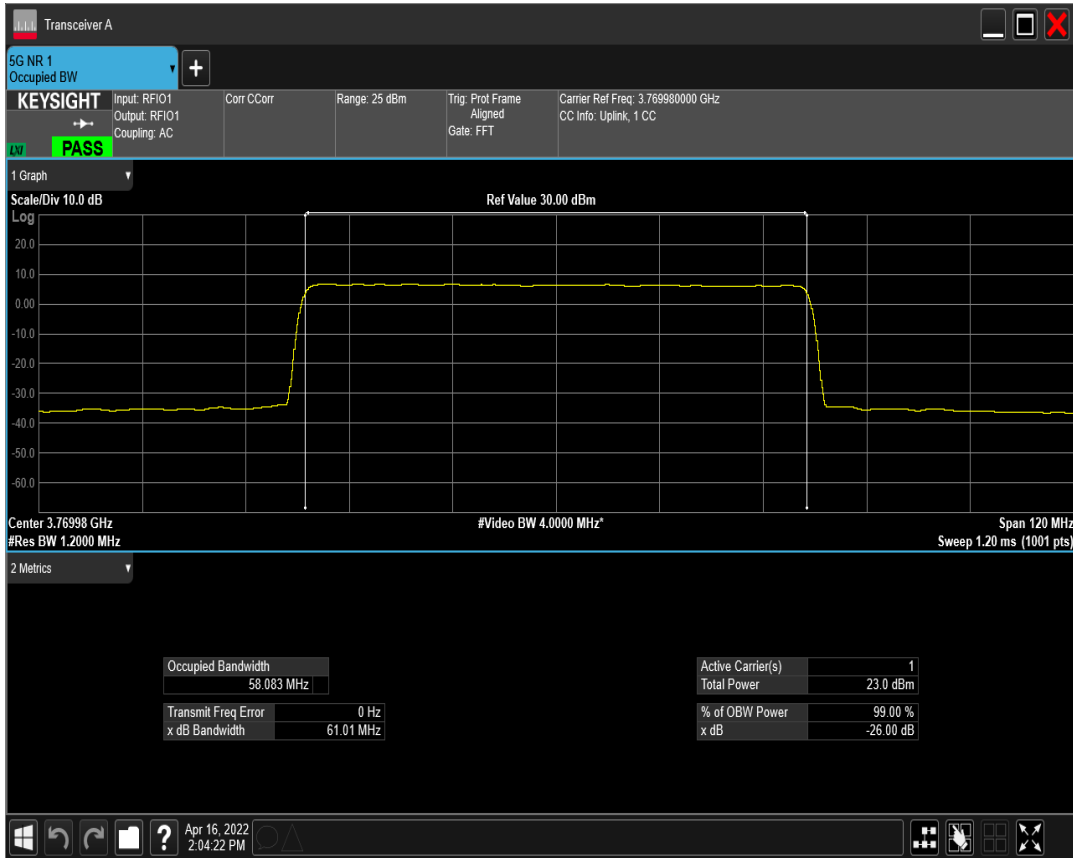 Transceiver A
5G NR 1
Occupied BW
+
KEYSIGHT
LXI
PASS
Input: RFIO1
Output: RFIO1
Coupling: AC
Corr CCorr
Range: 25 dBm
Trig: Prot Frame
Aligned
Gate: FFT
Carrier Ref Freq: 3.769980000 GHz
CC Info: Uplink, 1 CC
1 Graph
Scale/Div 10.0 dB
Ref Value 30.00 dBm
Log
20.0
10.0
0.00
-10.0
-20.0
-30.0
-40.0
-50.0
-60.0
Center 3.76998 GHz
#Video BW 4.0000 MHz*
Span 120 MHz
#Res BW 1.2000 MHz
Sweep 1.20 ms (1001 pts)
2 Metrics
Occupied Bandwidth
58.083 MHz
Transmit Freq Error 0 Hz
x dB Bandwidth 61.01 MHz
Active Carrier(s) 1
Total Power 23.0 dBm
% of OBW Power 99.00 %
x dB -26.00 dB
?
Apr 16, 2022
2:04:22 PM